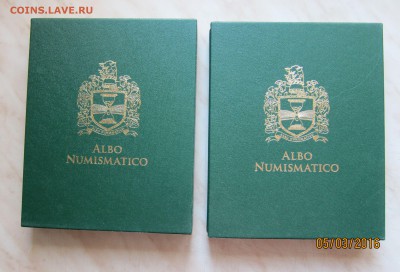 COINS.LAVE.RU
ALBO
NUMISMATICO
ALBO
NUMISMATICO
05/03/2016